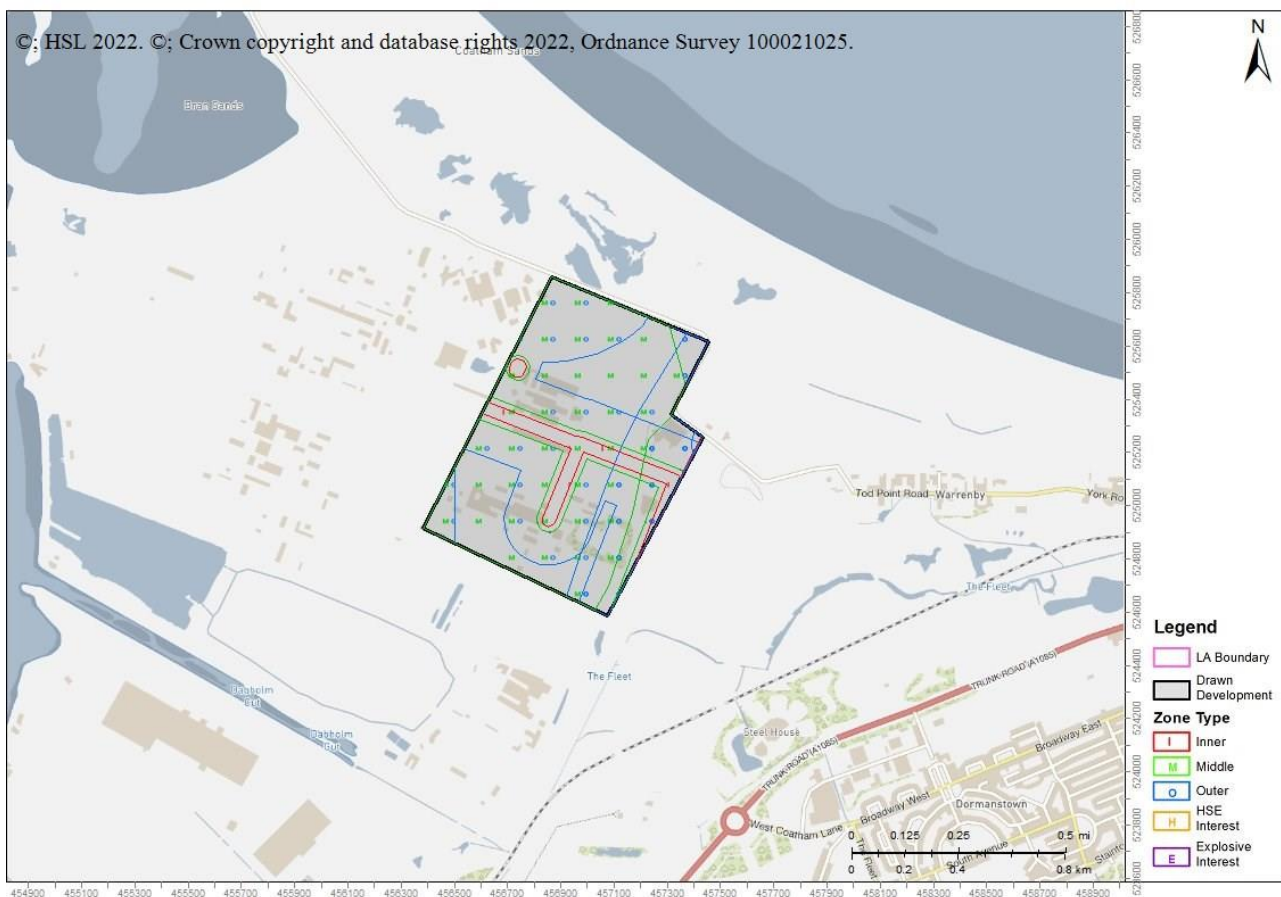 ©; HSL 2022. ©; Crown copyright and database rights 2022, Ordnance Survey 100021025.
Coatham Sands
Bran Sands
N
Tod Point Road-Warrenby
York Ro
The Fleet
The Fleet
Dabholm
Gut
Dabholm
Gut
Steel House
TRUNK ROAD (A1085)
TRUNK ROAD (A1085)
Broadway East
Broadway West
Dormanstown
West Coatham Lane
South Avenue
The Fleet
0 0.125 0.25 0.5 mi
0 0.2 0.4 0.8 km
Legend
LA Boundary
Drawn
Development
Zone Type
I Inner
M Middle
O Outer
H HSE
Interest
E Explosive
Interest
526800
526600
526400
526200
526000
525800
525600
525400
525200
525000
524800
524600
524400
524200
524000
523800
523600
454900 455100 455300 455500 455700 455900 456100 456300 456500 456700 456900 457100 457300 457500 457700 457900 458100 458300 458500 458700 458900